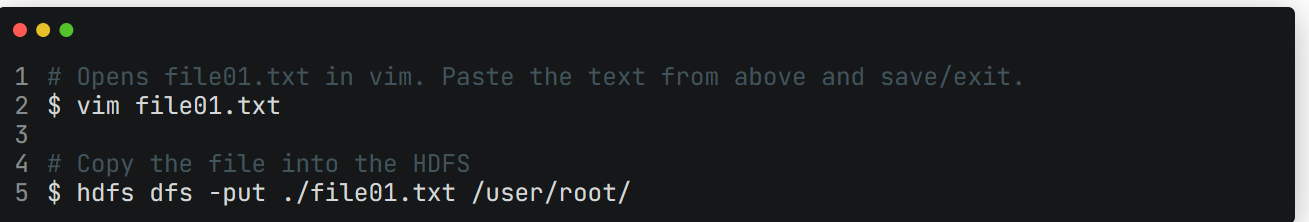 1 # Opens file01.txt in vim. Paste the text from above and save/exit.
2 $ vim file01.txt
3
4 # Copy the file into the HDFS
5 $ hdfs dfs -put ./file01.txt /user/root/